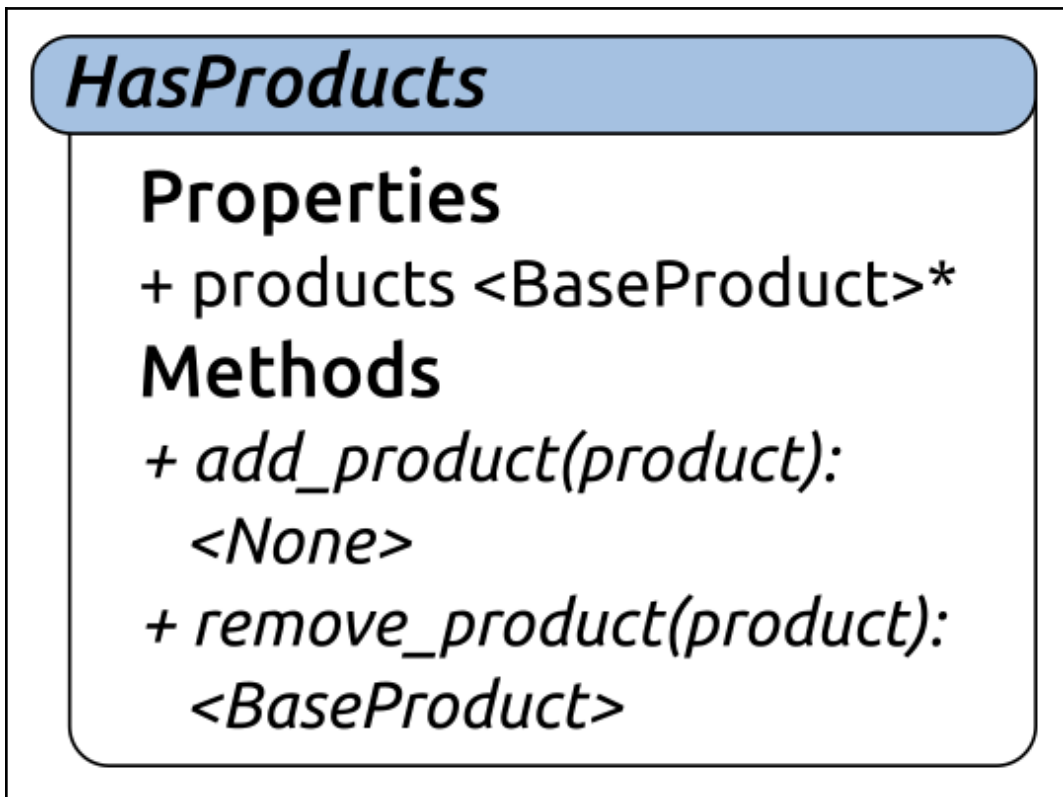 HasProducts
Properties
+ products <BaseProduct>*
Methods
+ add_product(product):
<None>
+ remove_product(product):
<BaseProduct>